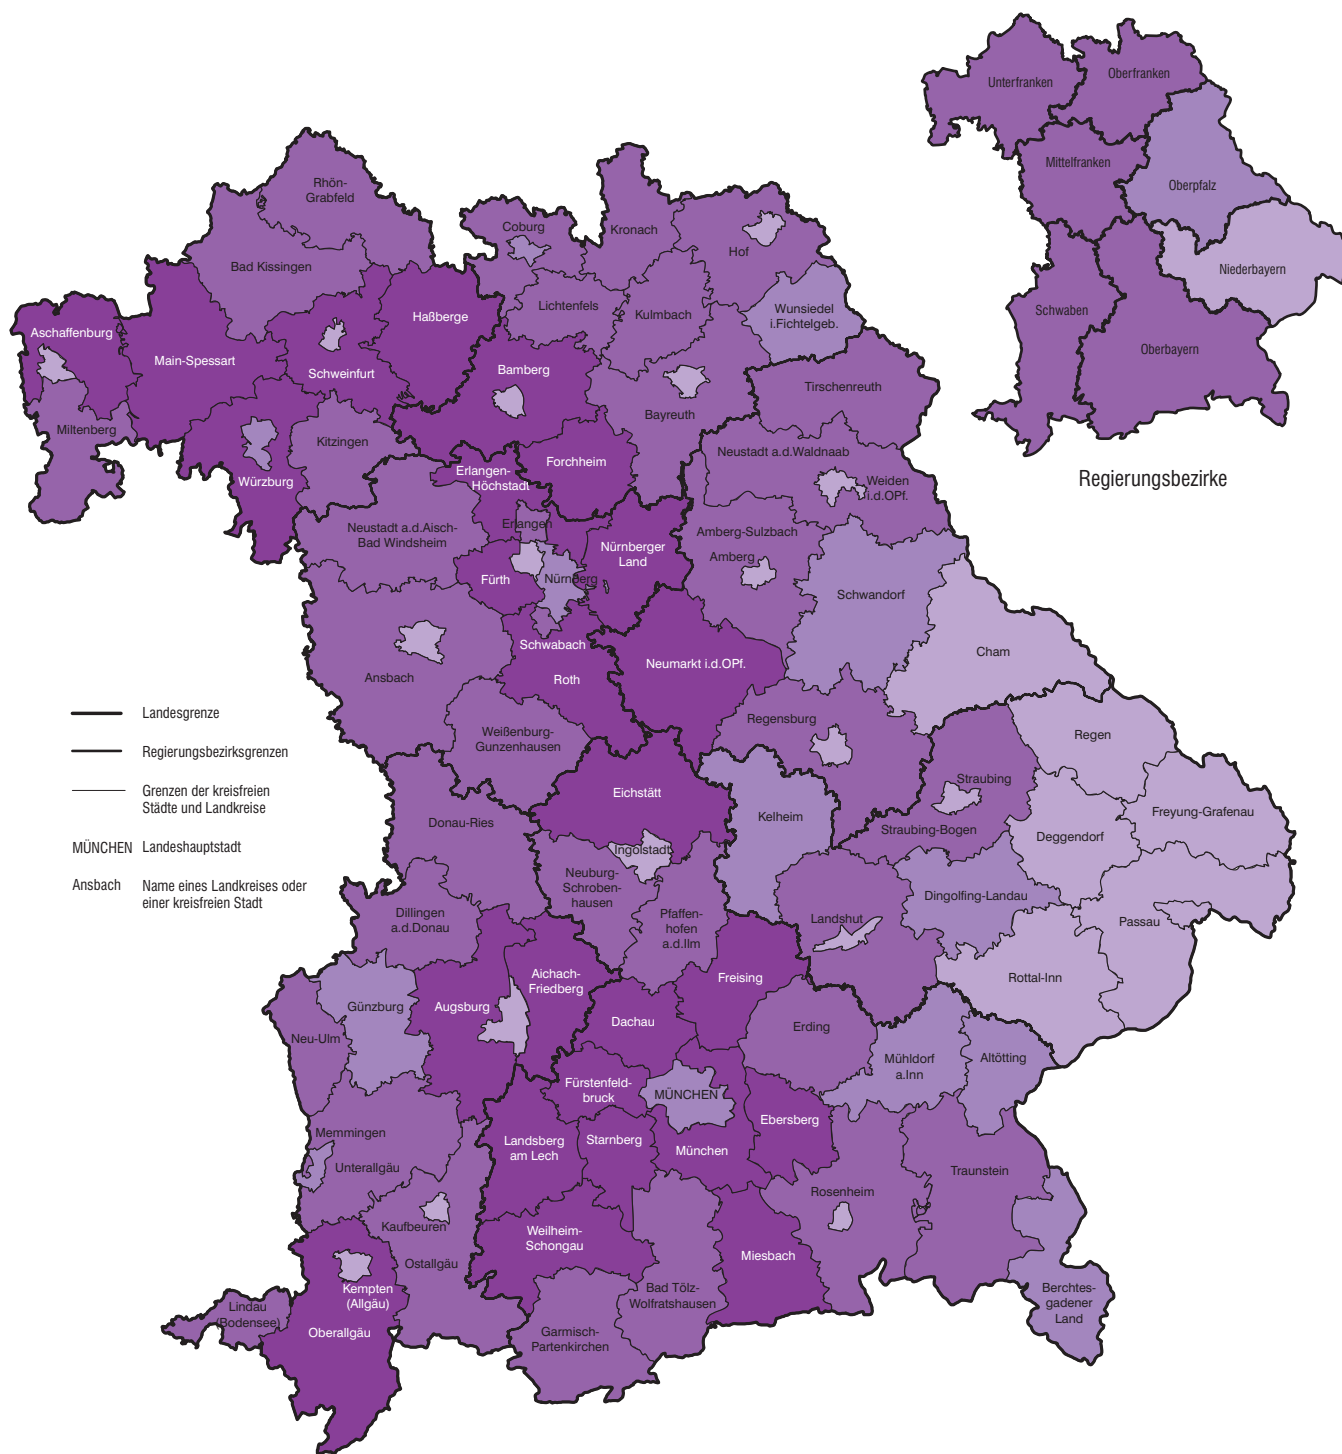 Unterfranken
Oberfranken
Mittelfranken
Oberpfalz
Niederbayern
Schwaben
Oberbayern
Regierungsbezirke
Rhön-
Grabfeld
Coburg
Kronach
Hof
Bad Kissingen
Lichtenfels
Kulmbach
Wunsiedel
i.Fichtelgeb.
Aschaffenburg
Haßberge
Main-Spessart
Schweinfurt
Bamberg
Tirschenreuth
Miltenberg
Bayreuth
Kitzingen
Neustadt a.d.Waldnaab
Würzburg
Forchheim
Erlangen-
Höchstadt
Weiden
i.d.OPf.
Neustadt a.d.Aisch-
Bad Windsheim
Erlangen
Nürnberger
Land
Amberg-Sulzbach
Amberg
Fürth
Nürnberg
Schwandorf
Schwabach
Ansbach
Roth
Neumarkt i.d.OPf.
Cham
Weißenburg-
Gunzenhausen
Regensburg
Regen
Landesgrenze
Regierungsbezirksgrenzen
Grenzen der kreisfreien
Städte und Landkreise
MÜNCHEN Landeshauptstadt
Ansbach Name eines Landkreises oder
einer kreisfreien Stadt
Eichstätt
Straubing
Donau-Ries
Kelheim
Straubing-Bogen
Deggendorf
Freyung-Grafenau
Ingolstadt
Neuburg-
Schroben-
hausen
Dillingen
a.d.Donau
Pfaffen-
hofen
a.d.Ilm
Landshut
Dingolfing-Landau
Passau
Aichach-
Friedberg
Freising
Rottal-Inn
Günzburg
Augsburg
Dachau
Erding
Neu-Ulm
Mühldorf
a.Inn
Altötting
Fürstenfeld-
bruck
MÜNCHEN
Ebersberg
Memmingen
Landsberg
am Lech
Starnberg
München
Unterallgäu
Traunstein
Rosenheim
Kaufbeuren
Weilheim-
Schongau
Miesbach
Ostallgäu
Kempten
(Allgäu)
Bad Tölz-
Wolfratshausen
Berchtes-
gadener
Land
Lindau
(Bodensee)
Oberallgäu
Garmisch-
Partenkirchen